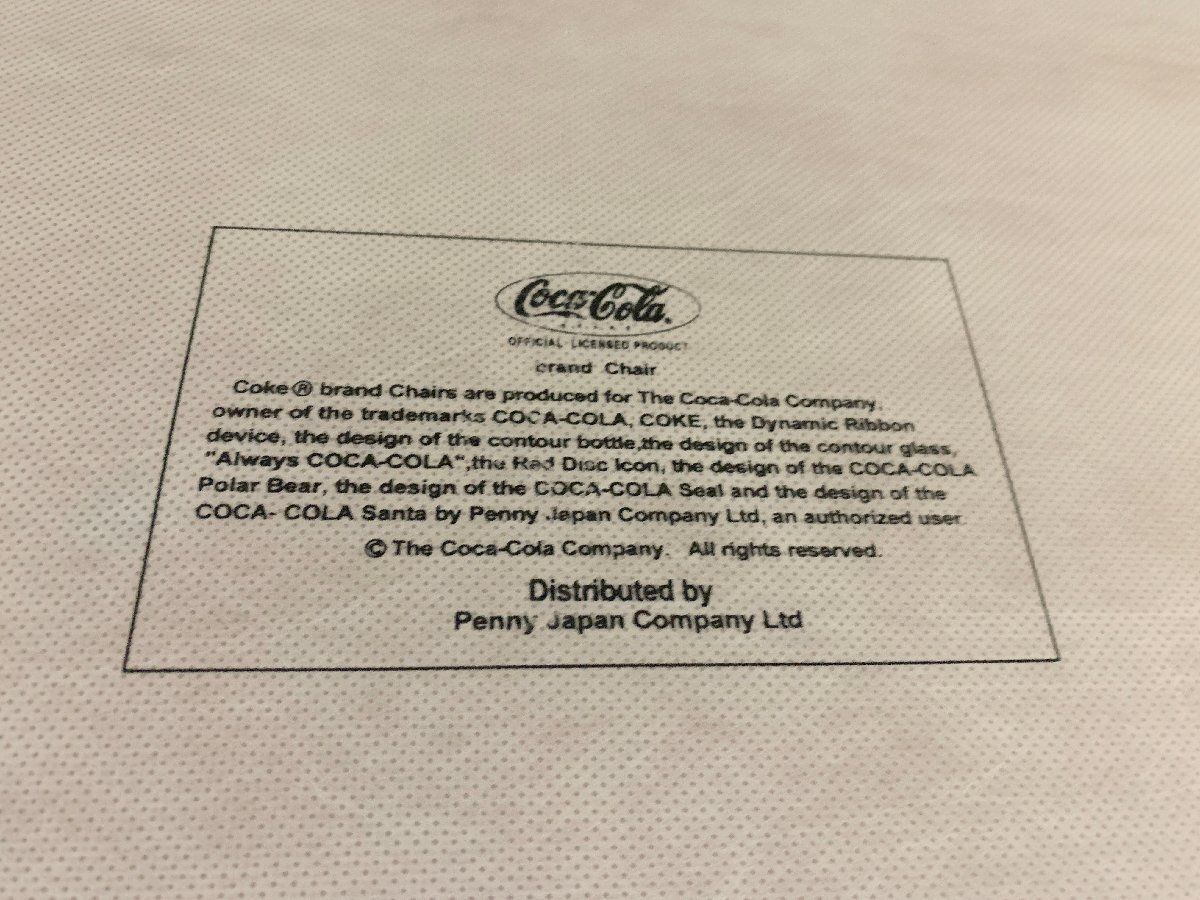 Coca-Cola
OFFICIAL LICENSED PRODUCT
brand Chair
Coke® brand Chairs are produced for The Coca-Cola Company,
owner of the trademarks COCA-COLA, COKE, the Dynamic Ribbon
device, the design of the contour bottle,the design of the contour glass,
"Always COCA-COLA",the Red Disc Icon, the design of the COCA-COLA
Polar Bear, the design of the COCA-COLA Seal and the design of the
COCA- COLA Santa by Penny Japan Company Ltd, an authorized user.
© The Coca-Cola Company. All rights reserved.
Distributed by
Penny Japan Company Ltd